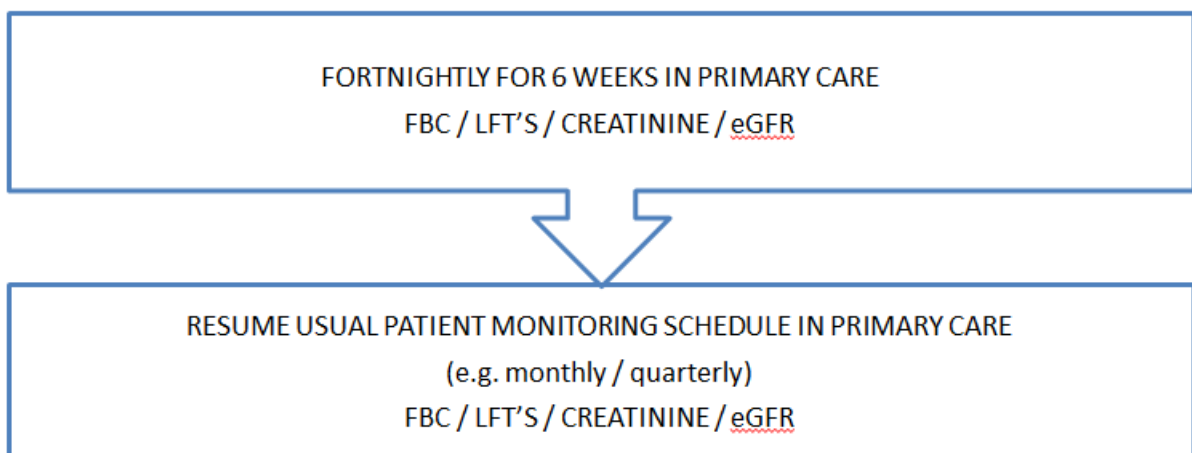 FORTNIGHTLY FOR 6 WEEKS IN PRIMARY CARE
FBC / LFT’S / CREATININE / eGFR
RESUME USUAL PATIENT MONITORING SCHEDULE IN PRIMARY CARE
(e.g. monthly / quarterly)
FBC / LFT’S / CREATININE / eGFR